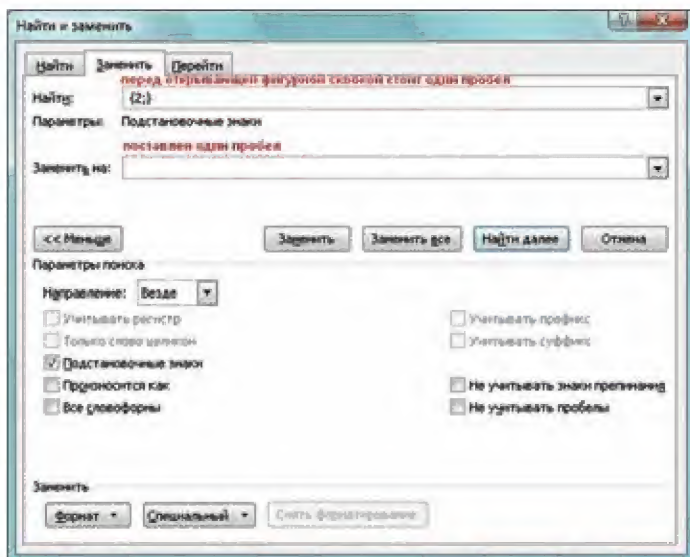 Найти и заменить
Найти Заменить Перейти
перед открывающей фигурной скобкой стоит один пробел
Найти: {2;}
Параметры: Подстановочные знаки
поставлен один пробел
Заменить на:
<< Меньше Заменить Заменить все Найти далее Отмена
Параметры поиска
Направление: Везде
Учитывать регистр Учитывать префикс
Только слово целиком Учитывать суффикс
Подстановочные знаки
Произносится как Не учитывать знаки препинания
Все словоформы Не учитывать пробелы
Заменить
Формат Специальный Снять форматирование